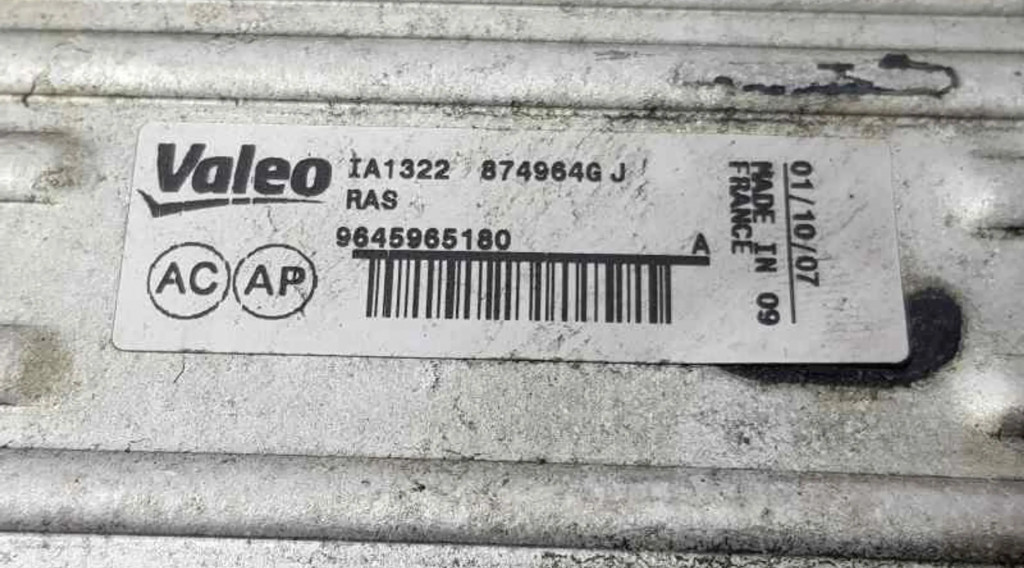 Valeo
IA1322 874964G J
RAS
9645965180 A
AC AP
01/10/07
MADE IN 09
FRANCE